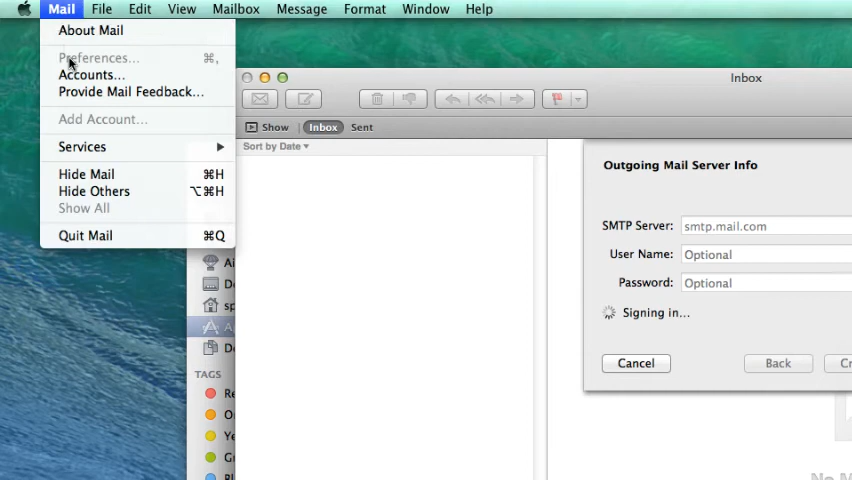 Mail File Edit View Mailbox Message Format Window Help
About Mail
Preferences... ⌘,
Accounts...
Provide Mail Feedback...
Add Account...
Services
Hide Mail ⌘H
Hide Others ⌥⌘H
Show All
Quit Mail ⌘Q
Inbox
Show Inbox Sent
Sort by Date
Outgoing Mail Server Info
SMTP Server: smtp.mail.com
User Name: Optional
Password: Optional
Signing in...
Cancel Back
TAGS